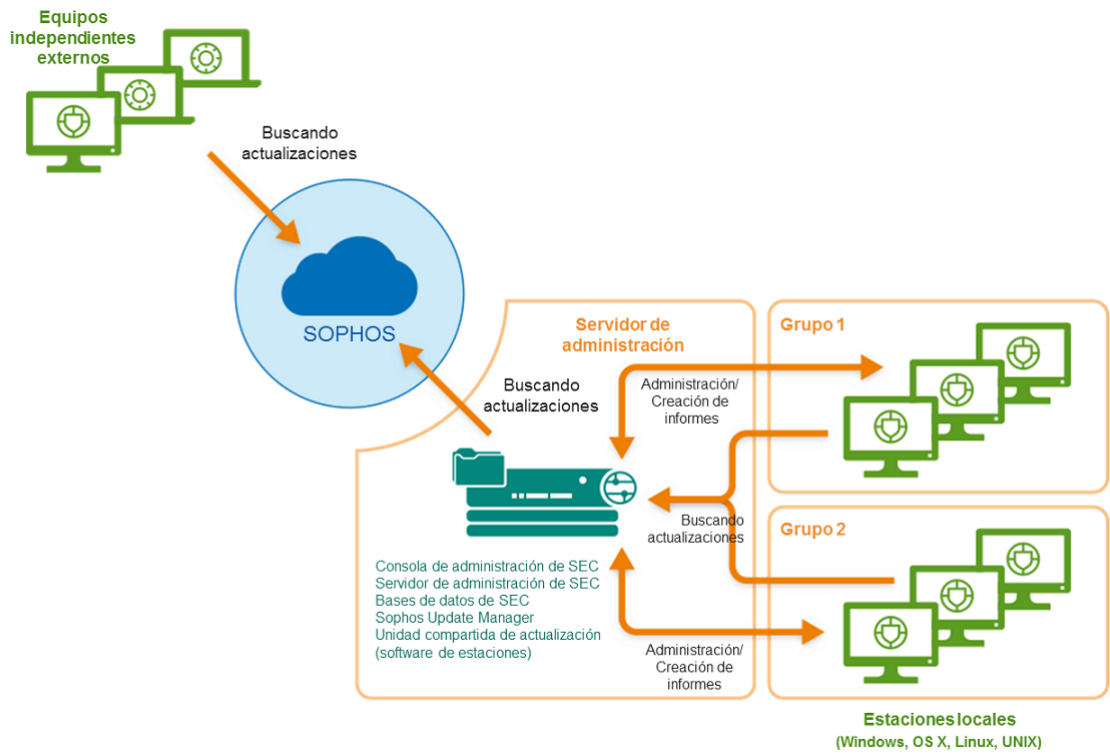 Equipos
independientes
externos
Buscando
actualizaciones
SOPHOS
Servidor de
administración
Buscando
actualizaciones
Administración/
Creación de
informes
Grupo 1
Buscando
actualizaciones
Grupo 2
Consola de administración de SEC
Servidor de administración de SEC
Bases de datos de SEC
Sophos Update Manager
Unidad compartida de actualización
(software de estaciones)
Administración/
Creación de
informes
Estaciones locales
(Windows, OS X, Linux, UNIX)